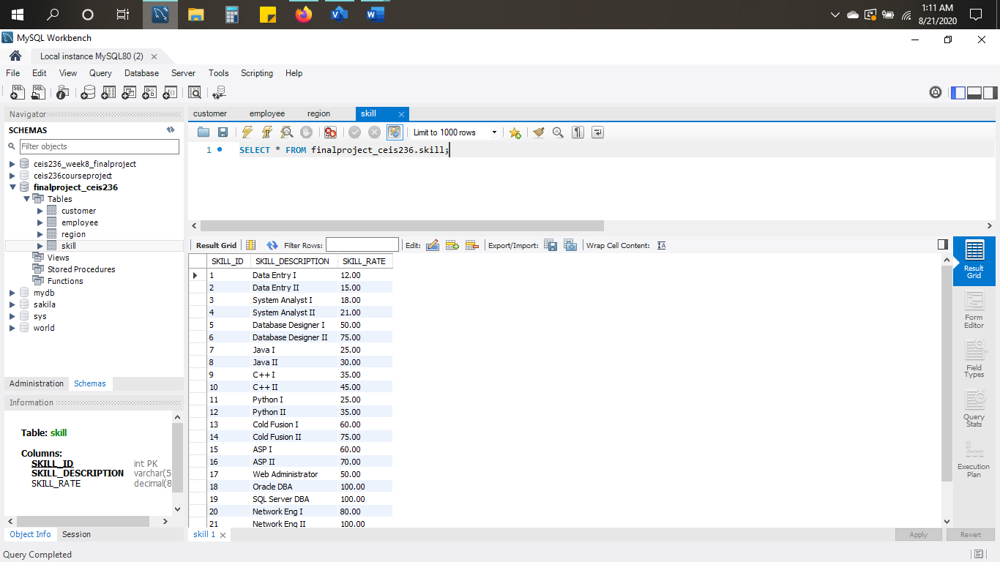 1:11 AM
8/21/2020
MySQL Workbench
Local instance MySQL80 (2)
File Edit View Query Database Server Tools Scripting Help
Navigator
SCHEMAS
Filter objects
ceis236_week8_finalproject
ceis236courseproject
finalproject_ceis236
Tables
customer
employee
region
skill
Views
Stored Procedures
Functions
mydb
sakila
sys
world
Administration Schemas
Information
Table: skill
Columns:
SKILL_ID int PK
SKILL_DESCRIPTION varchar(5
SKILL_RATE decimal(8
Object Info Session
customer employee region skill
Limit to 1000 rows
1 SELECT * FROM finalproject_ceis236.skill;
Result Grid Filter Rows: Edit: Export/Import: Wrap Cell Content:
SKILL_ID SKILL_DESCRIPTION SKILL_RATE
1 Data Entry I 12.00
2 Data Entry II 15.00
3 System Analyst I 18.00
4 System Analyst II 21.00
5 Database Designer I 50.00
6 Database Designer II 75.00
7 Java I 25.00
8 Java II 30.00
9 C++ I 35.00
10 C++ II 45.00
11 Python I 25.00
12 Python II 35.00
13 Cold Fusion I 60.00
14 Cold Fusion II 75.00
15 ASP I 60.00
16 ASP II 70.00
17 Web Administrator 50.00
18 Oracle DBA 100.00
19 SQL Server DBA 100.00
20 Network Eng I 80.00
21 Network Eng II 100.00
Result
Grid
Form
Editor
Field
Types
Query
Stats
Execution
Plan
skill 1
Apply Revert
Query Completed